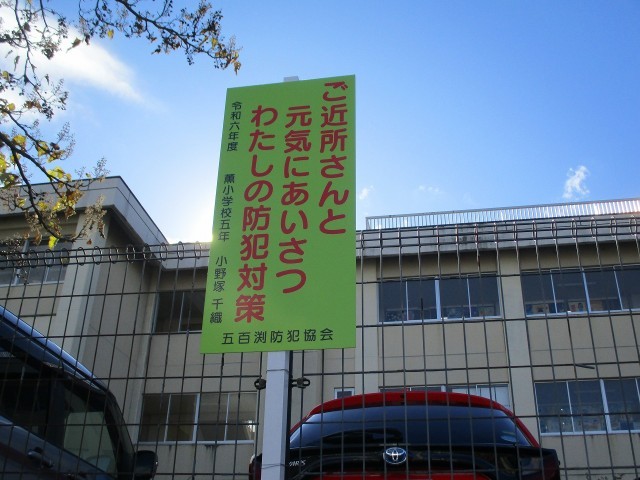 ご近所さんと
元気にあいさつ
わたしの防犯対策
令和六年度 薫小学校五年 小野塚 千織
五百渕防犯協会